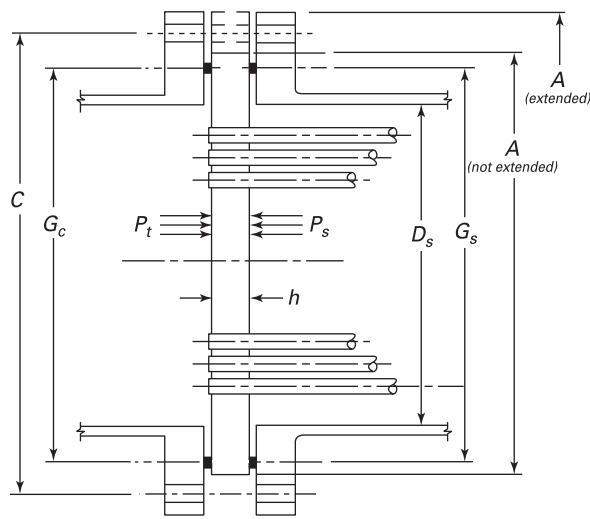 A
(extended)
A
(not extended)
C
G_c
P_t
P_s
D_s
G_s
h